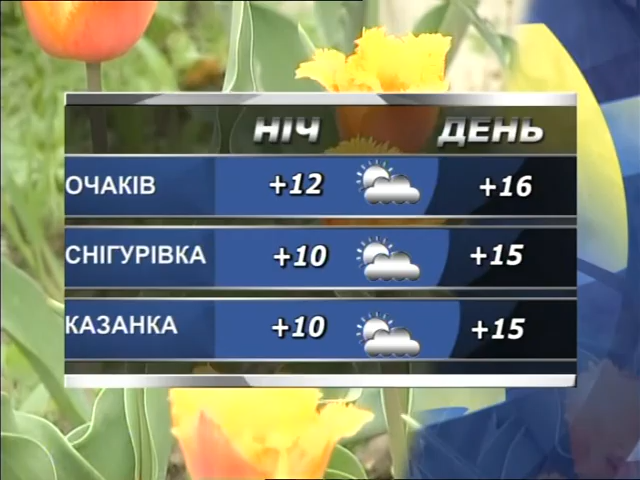 НІЧ ДЕНЬ
ОЧАКІВ +12 +16
СНІГУРІВКА +10 +15
КАЗАНКА +10 +15